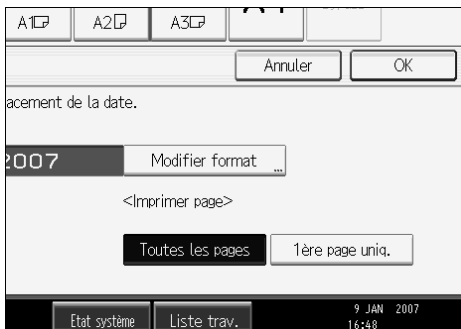 A1 A2 A3
Annuler OK
acement de la date.
2007 Modifier format ...
<Imprimer page>
Toutes les pages 1ère page uniq.
9 JAN 2007
Etat système Liste trav. 16:48